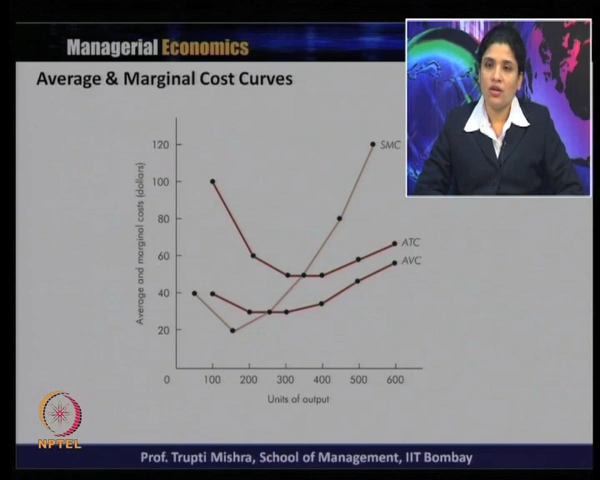 Managerial Economics
Average & Marginal Cost Curves
Average and marginal costs (dollars)
120
100
80
60
40
20
SMC
ATC
AVC
0 100 200 300 400 500 600
Units of output
NPTEL
Prof. Trupti Mishra, School of Management, IIT Bombay